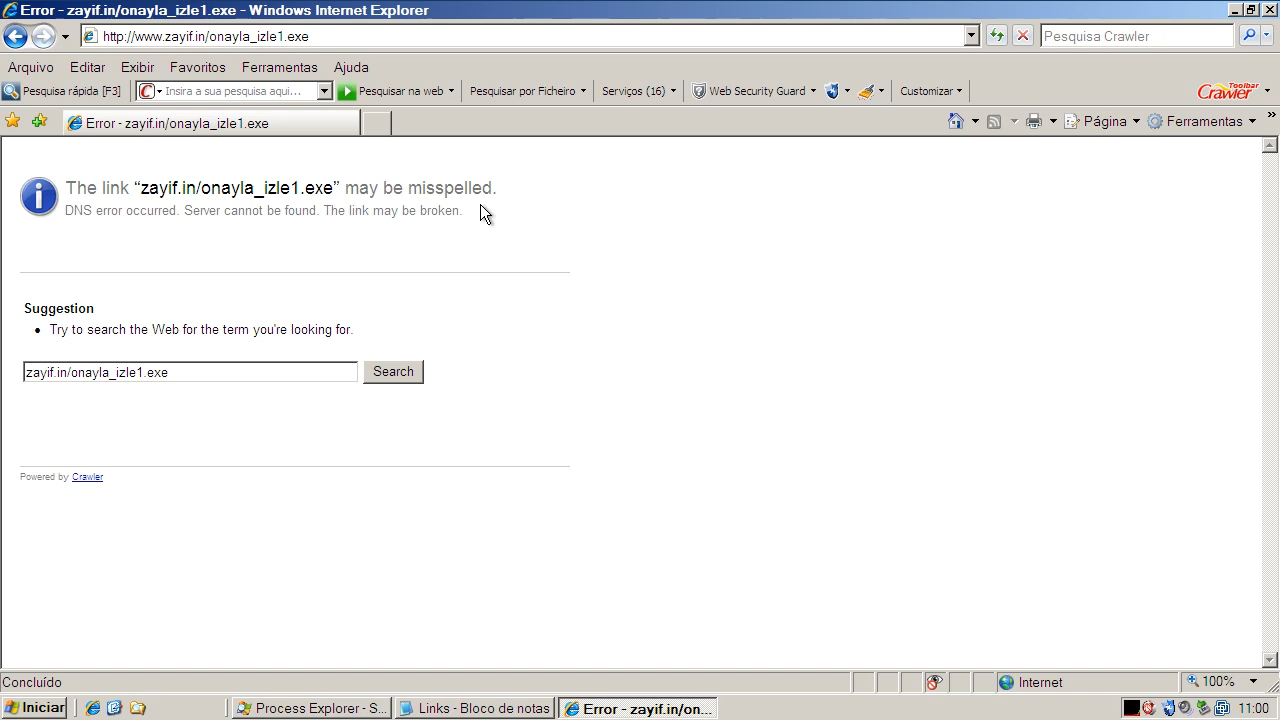 Error - zayif.in/onayla_izle1.exe - Windows Internet Explorer
http://www.zayif.in/onayla_izle1.exe
Pesquisa Crawler
Arquivo Editar Exibir Favoritos Ferramentas Ajuda
Pesquisa rápida [F3] Insira a sua pesquisa aqui... Pesquisar na web Pesquisar por Ficheiro Serviços (16) Web Security Guard Customizar Crawler Toolbar
Error - zayif.in/onayla_izle1.exe Página Ferramentas
The link “zayif.in/onayla_izle1.exe” may be misspelled.
DNS error occurred. Server cannot be found. The link may be broken.
Suggestion
Try to search the Web for the term you're looking for.
zayif.in/onayla_izle1.exe Search
Powered by Crawler
Concluído Internet 100%
Iniciar Process Explorer - S... Links - Bloco de notas Error - zayif.in/on... 11:00